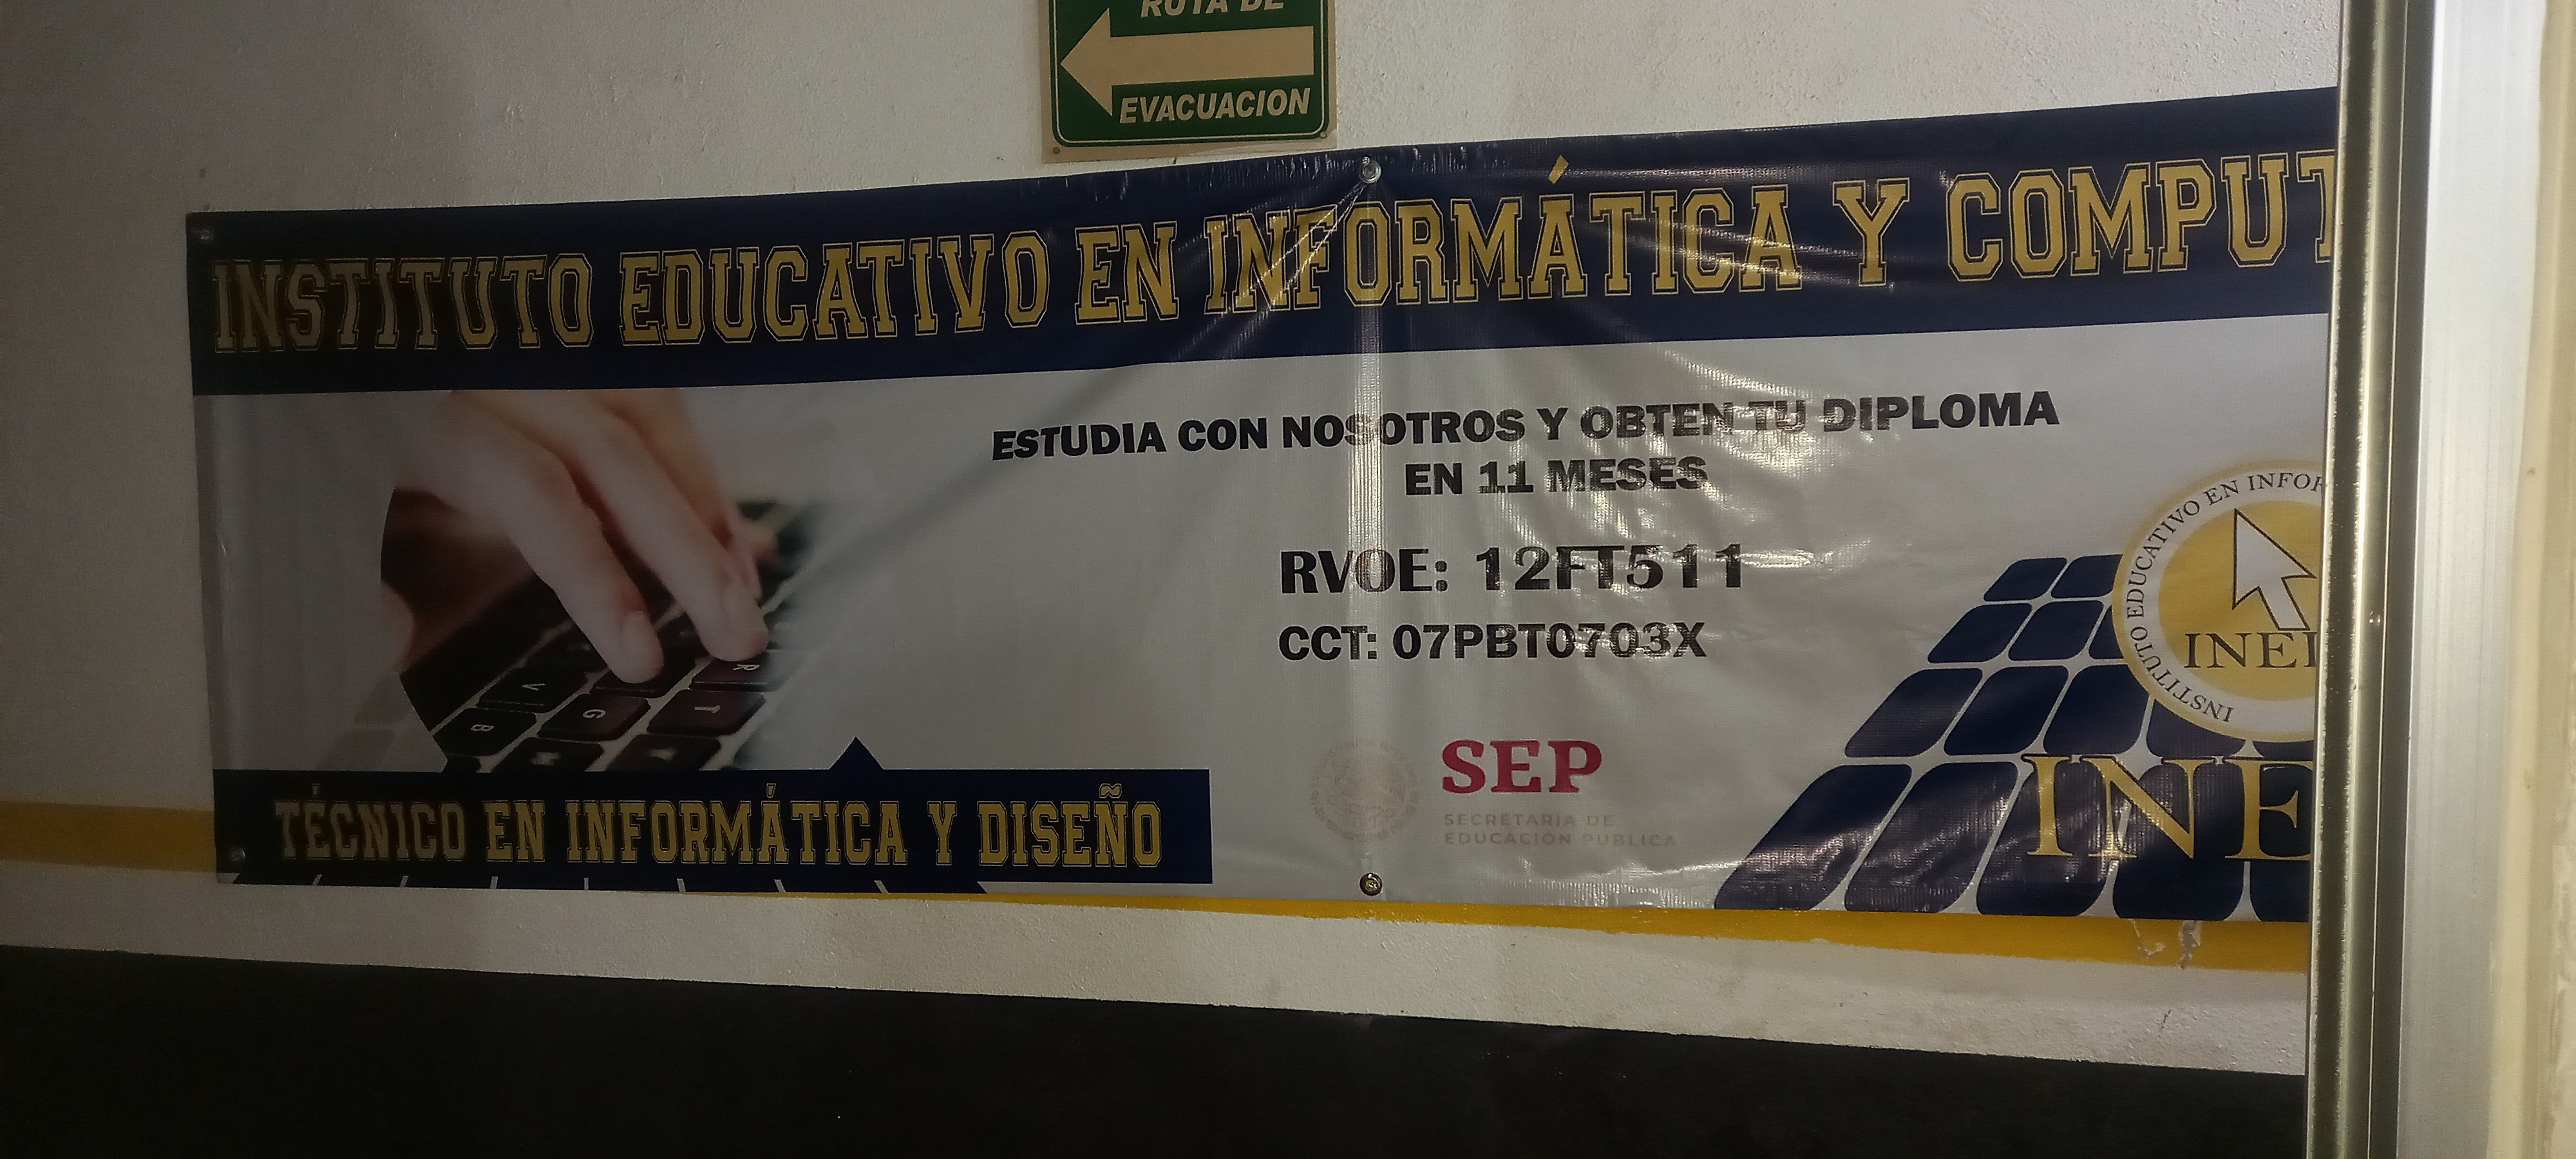 RUTA DE
EVACUACION
INSTITUTO EDUCATIVO EN INFORMÁTICA Y COMPUT
ESTUDIA CON NOSOTROS Y OBTEN TU DIPLOMA
EN 11 MESES
RVOE: 12FT511
CCT: 07PBT0703X
INSTITUTO EDUCATIVO EN INFOR
INEI
SEP
SECRETARÍA DE
EDUCACIÓN PÚBLICA
INE
TÉCNICO EN INFORMÁTICA Y DISEÑO
R
V
G
T
B